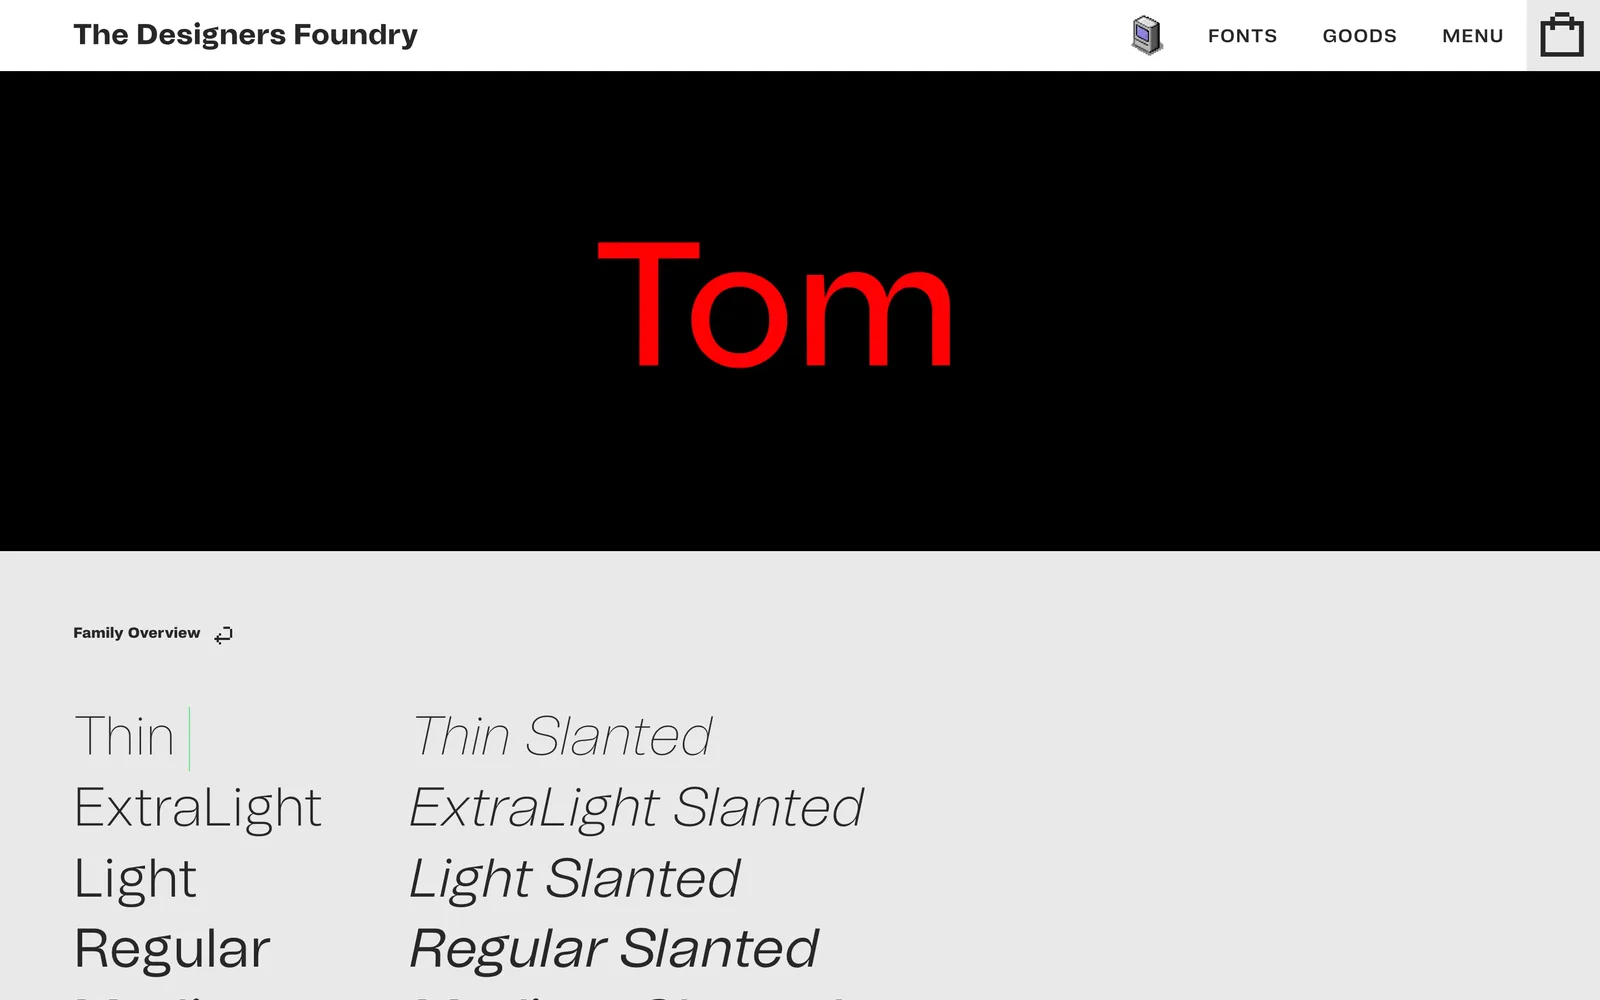 The Designers Foundry
FONTS GOODS MENU
Tom
Family Overview
Thin Thin Slanted
ExtraLight ExtraLight Slanted
Light Light Slanted
Regular Regular Slanted